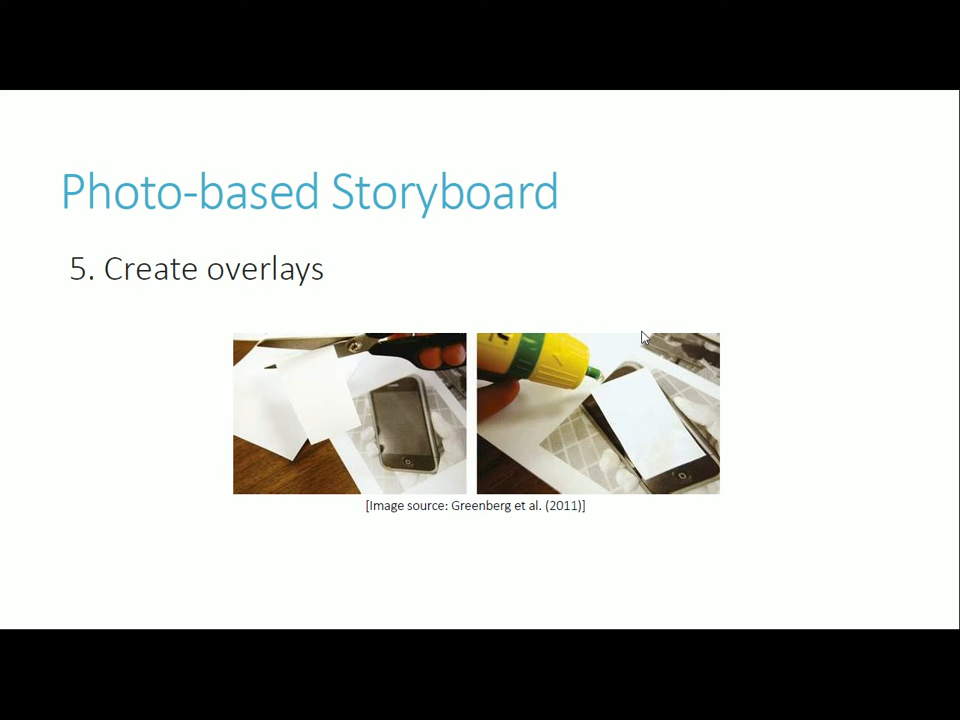 Photo-based Storyboard
5. Create overlays
[Image source: Greenberg et al. (2011)]